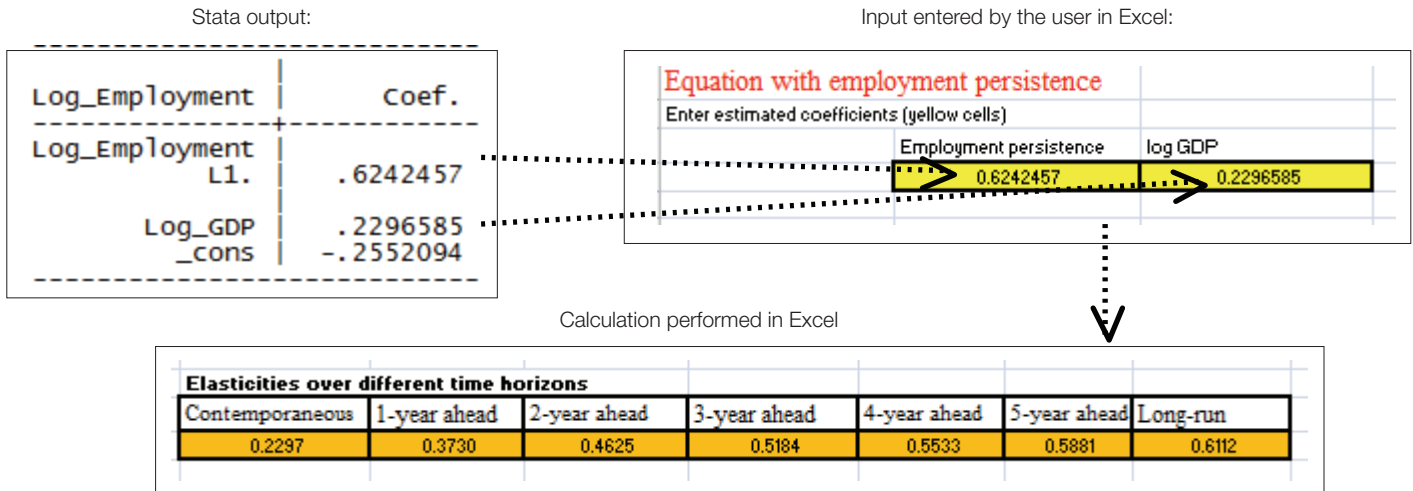 Stata output:
Log_Employment | Coef.
Log_Employment |
L1. | .6242457
Log_GDP | .2296585
_cons | -.2552094
Input entered by the user in Excel:
Equation with employment persistence
Enter estimated coefficients (yellow cells)
Employment persistence log GDP
0.6242457 0.2296585
Calculation performed in Excel
Elasticities over different time horizons
Contemporaneous 1-year ahead 2-year ahead 3-year ahead 4-year ahead 5-year ahead Long-run
0.2297 0.3730 0.4625 0.5184 0.5533 0.5881 0.6112